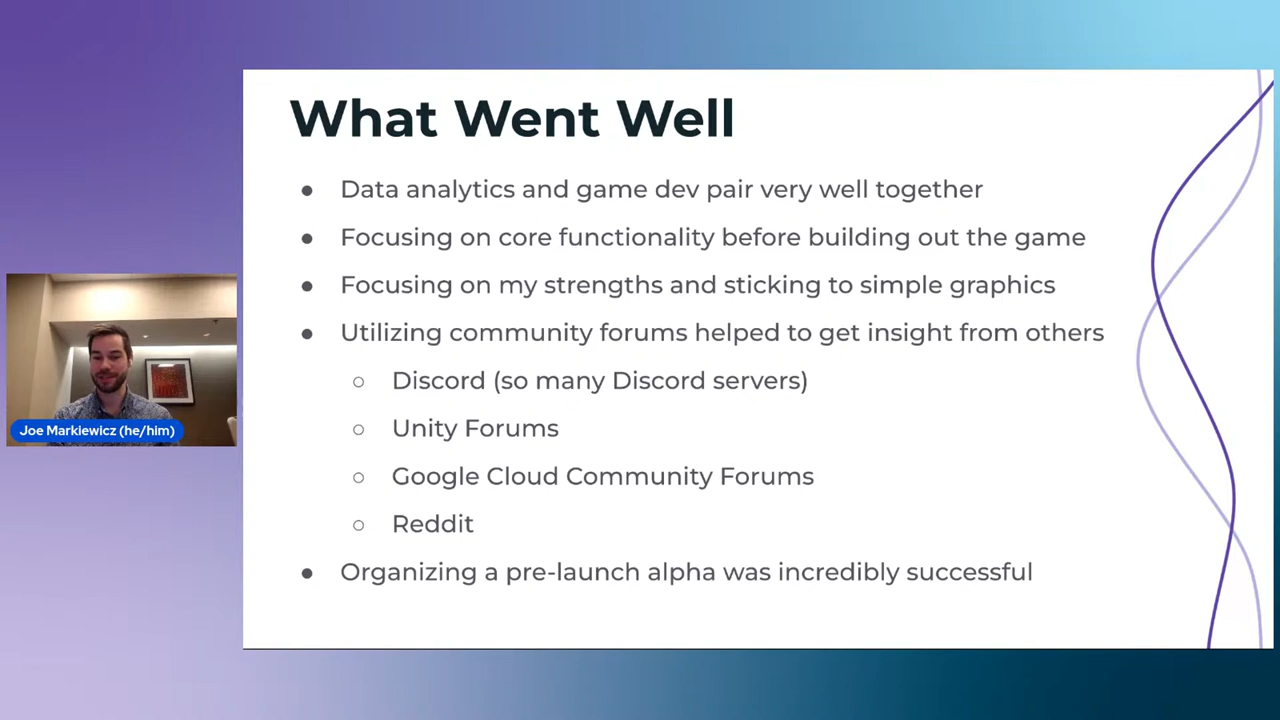 What Went Well
● Data analytics and game dev pair very well together
● Focusing on core functionality before building out the game
● Focusing on my strengths and sticking to simple graphics
● Utilizing community forums helped to get insight from others
○ Discord (so many Discord servers)
○ Unity Forums
○ Google Cloud Community Forums
○ Reddit
● Organizing a pre-launch alpha was incredibly successful
Joe Markiewicz (he/him)